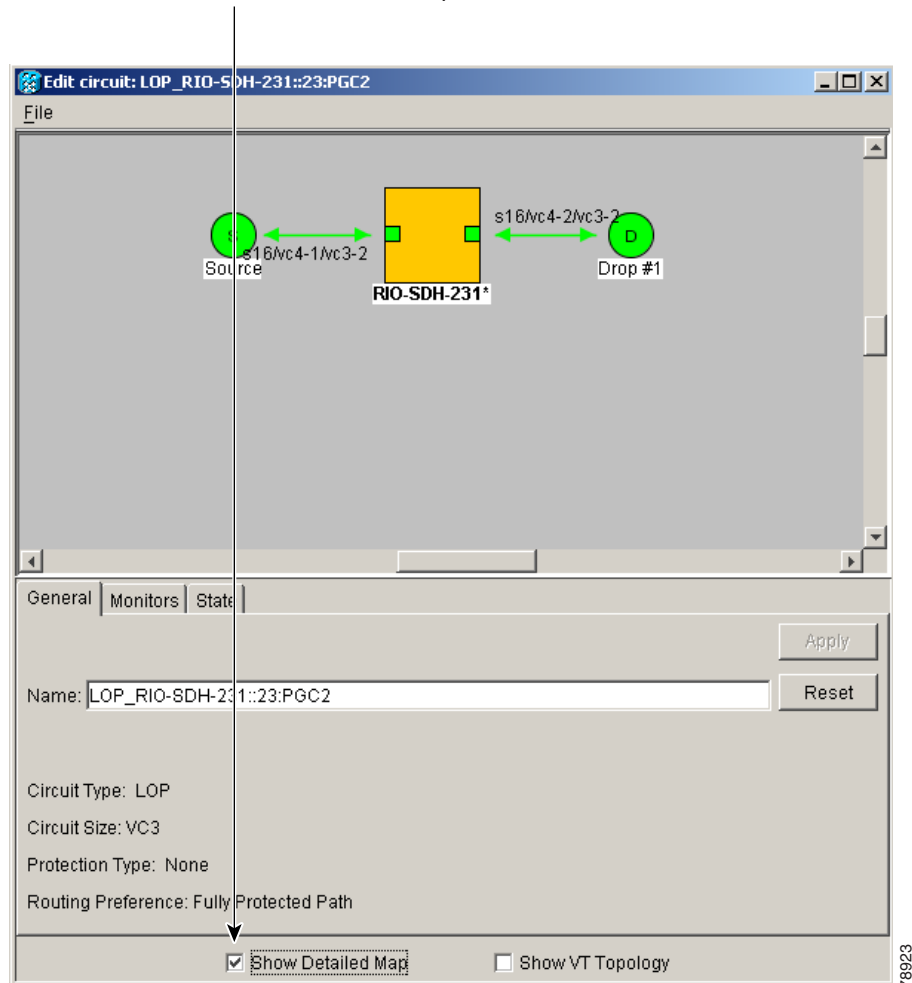 Edit circuit: LOP_RIO-SDH-231::23:PGC2
File
s16/vc4-2/vc3-2
S
D
s16/vc4-1/vc3-2
Source
Drop #1
RIO-SDH-231*
General Monitors State
Apply
Name: LOP_RIO-SDH-231::23:PGC2
Reset
Circuit Type: LOP
Circuit Size: VC3
Protection Type: None
Routing Preference: Fully Protected Path
Show Detailed Map
Show VT Topology
78923